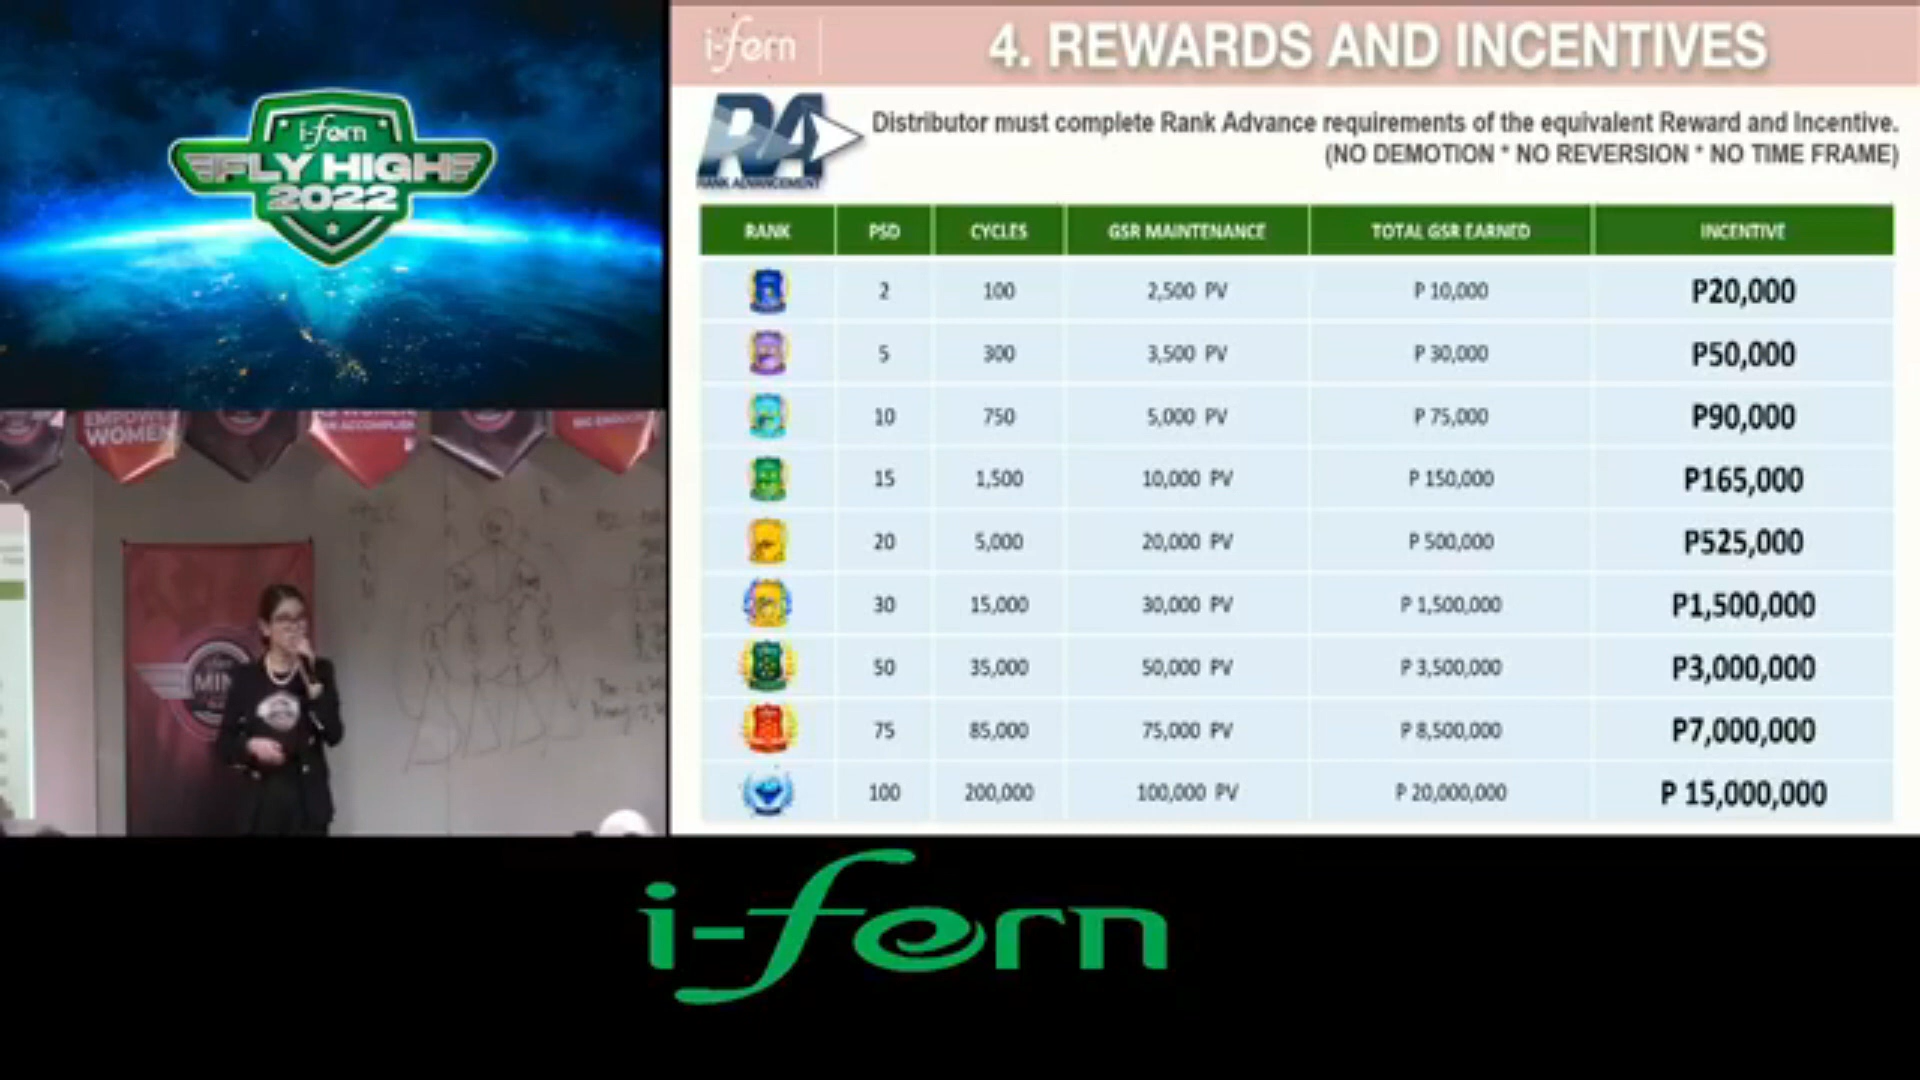 i-fern
FLY HIGH
2022
EMPOWER
WOMEN
ACCOMPLISH
MIN
i-fern
4. REWARDS AND INCENTIVES
RA
RANK ADVANCEMENT
Distributor must complete Rank Advance requirements of the equivalent Reward and Incentive.
(NO DEMOTION * NO REVERSION * NO TIME FRAME)
RANK PSD CYCLES GSR MAINTENANCE TOTAL GSR EARNED INCENTIVE
2 100 2,500 PV P 10,000 P20,000
5 300 3,500 PV P 30,000 P50,000
10 750 5,000 PV P 75,000 P90,000
15 1,500 10,000 PV P 150,000 P165,000
20 5,000 20,000 PV P 500,000 P525,000
30 15,000 30,000 PV P 1,500,000 P1,500,000
50 35,000 50,000 PV P 3,500,000 P3,000,000
75 85,000 75,000 PV P 8,500,000 P7,000,000
100 200,000 100,000 PV P 20,000,000 P 15,000,000
i-fern